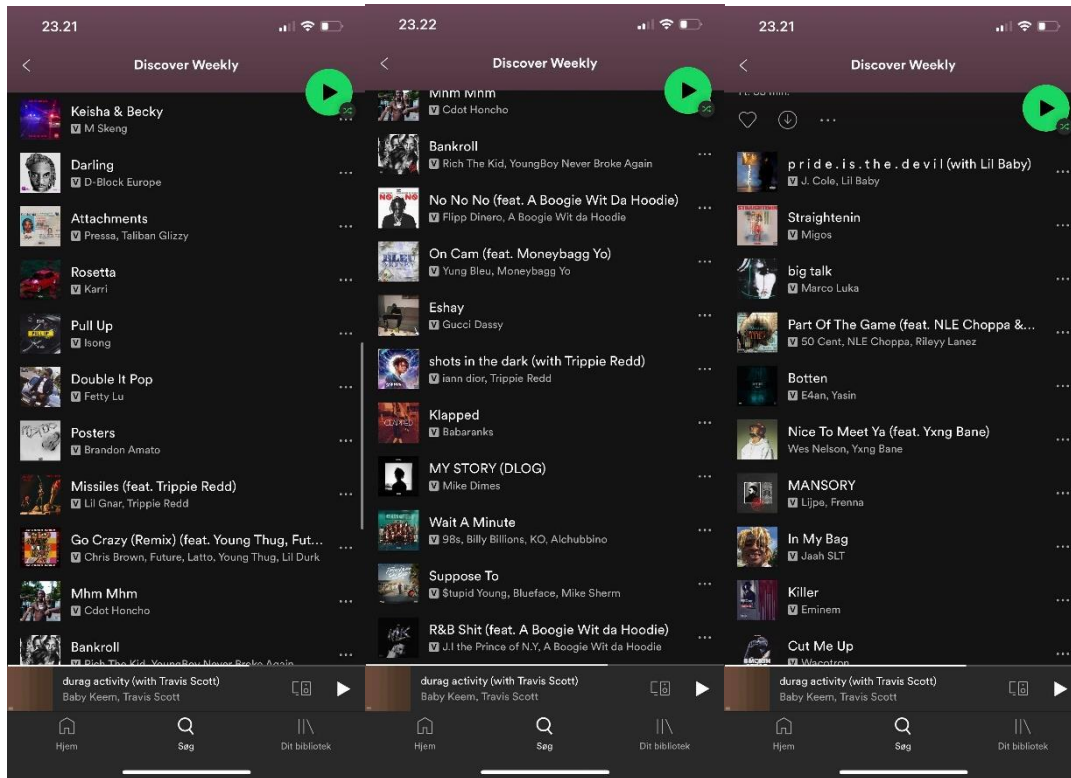 23.21
Discover Weekly
Keisha & Becky
V M Skeng
Darling
V D-Block Europe
Attachments
V Pressa, Taliban Glizzy
Rosetta
V Karri
Pull Up
V Isong
Double It Pop
V Fetty Lu
Posters
V Brandon Amato
Missiles (feat. Trippie Redd)
V Lil Gnar, Trippie Redd
Go Crazy (Remix) (feat. Young Thug, Fut...
V Chris Brown, Future, Latto, Young Thug, Lil Durk
Mhm Mhm
V Cdot Honcho
Bankroll
V Rich The Kid, YoungBoy Never Broke Again
durag activity (with Travis Scott)
Baby Keem, Travis Scott
Hjem
Søg
Dit bibliotek
23.22
Discover Weekly
Mhm Mhm
V Cdot Honcho
Bankroll
V Rich The Kid, YoungBoy Never Broke Again
No No No (feat. A Boogie Wit Da Hoodie)
V Flipp Dinero, A Boogie Wit da Hoodie
On Cam (feat. Moneybagg Yo)
V Yung Bleu, Moneybagg Yo
Eshay
V Gucci Dassy
shots in the dark (with Trippie Redd)
V iann dior, Trippie Redd
Klapped
V Babaranks
MY STORY (DLOG)
V Mike Dimes
Wait A Minute
V 98s, Billy Billions, KO, Alchubbino
Suppose To
V $tupid Young, Blueface, Mike Sherm
R&B Shit (feat. A Boogie Wit da Hoodie)
V J.I the Prince of N.Y, A Boogie Wit da Hoodie
durag activity (with Travis Scott)
Baby Keem, Travis Scott
Hjem
Søg
Dit bibliotek
23.21
Discover Weekly
p r i d e . i s . t h e . d e v i l (with Lil Baby)
V J. Cole, Lil Baby
Straightenin
V Migos
big talk
V Marco Luka
Part Of The Game (feat. NLE Choppa &...
V 50 Cent, NLE Choppa, Rileyy Lanez
Botten
V E4an, Yasin
Nice To Meet Ya (feat. Yxng Bane)
Wes Nelson, Yxng Bane
MANSORY
V Lijpe, Frenna
In My Bag
V Jaah SLT
Killer
V Eminem
Cut Me Up
V Wacotron
durag activity (with Travis Scott)
Baby Keem, Travis Scott
Hjem
Søg
Dit bibliotek